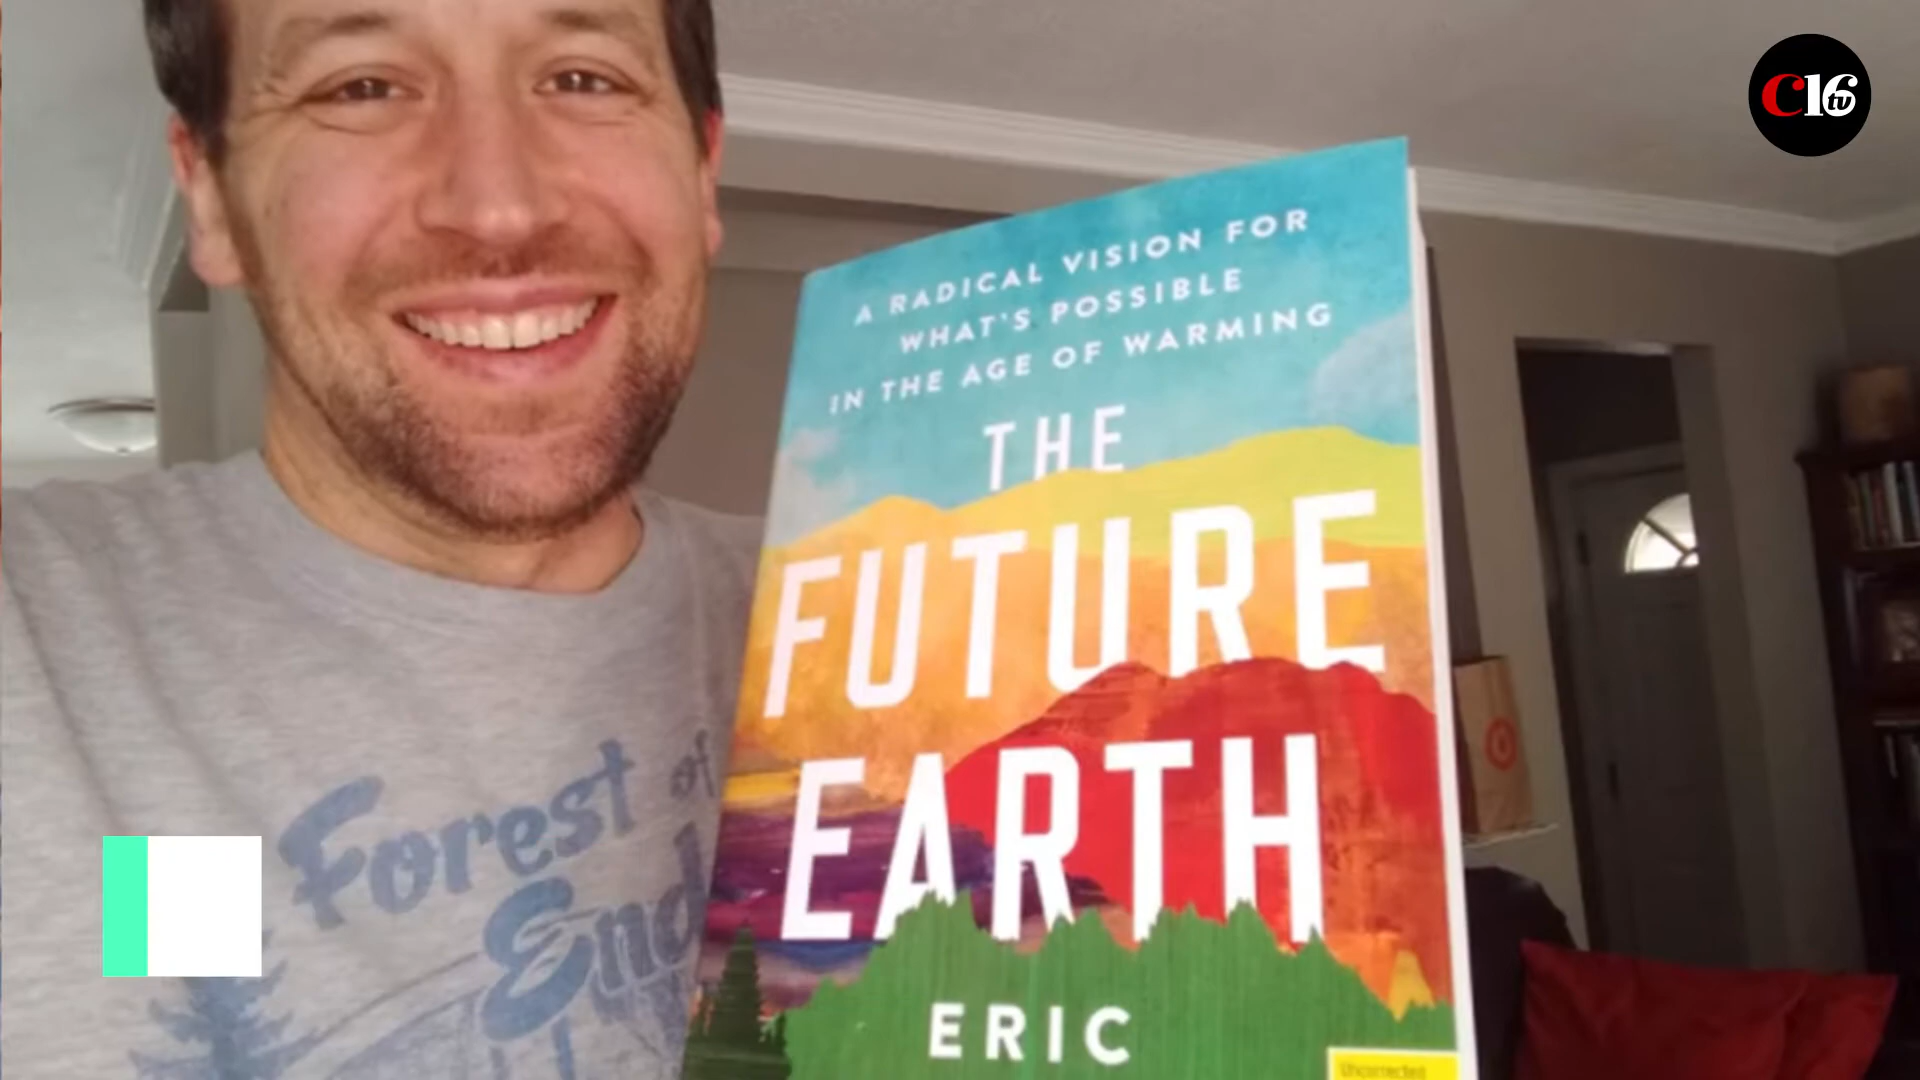 C16
tv
A RADICAL VISION FOR
WHAT'S POSSIBLE
IN THE AGE OF WARMING
THE
FUTURE
EARTH
ERIC
Uncorrected
Forest of
End